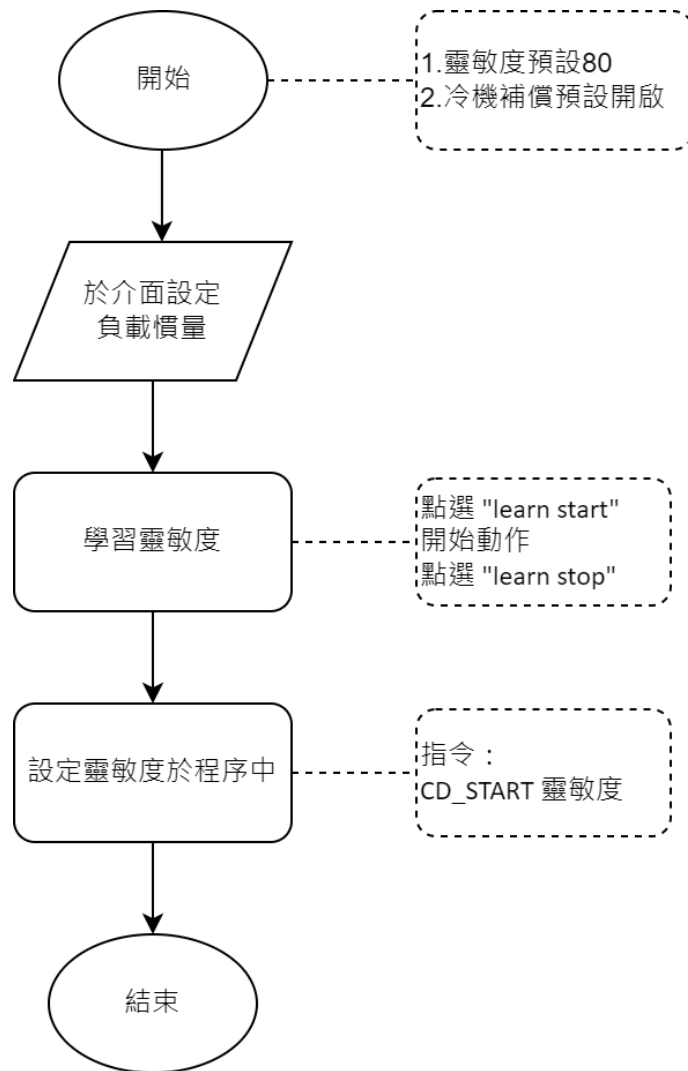 開始
1.靈敏度預設80
2.冷機補償預設開啟
於介面設定
負載慣量
學習靈敏度
點選 "learn start"
開始動作
點選 "learn stop"
設定靈敏度於程序中
指令：
CD_START 靈敏度
結束